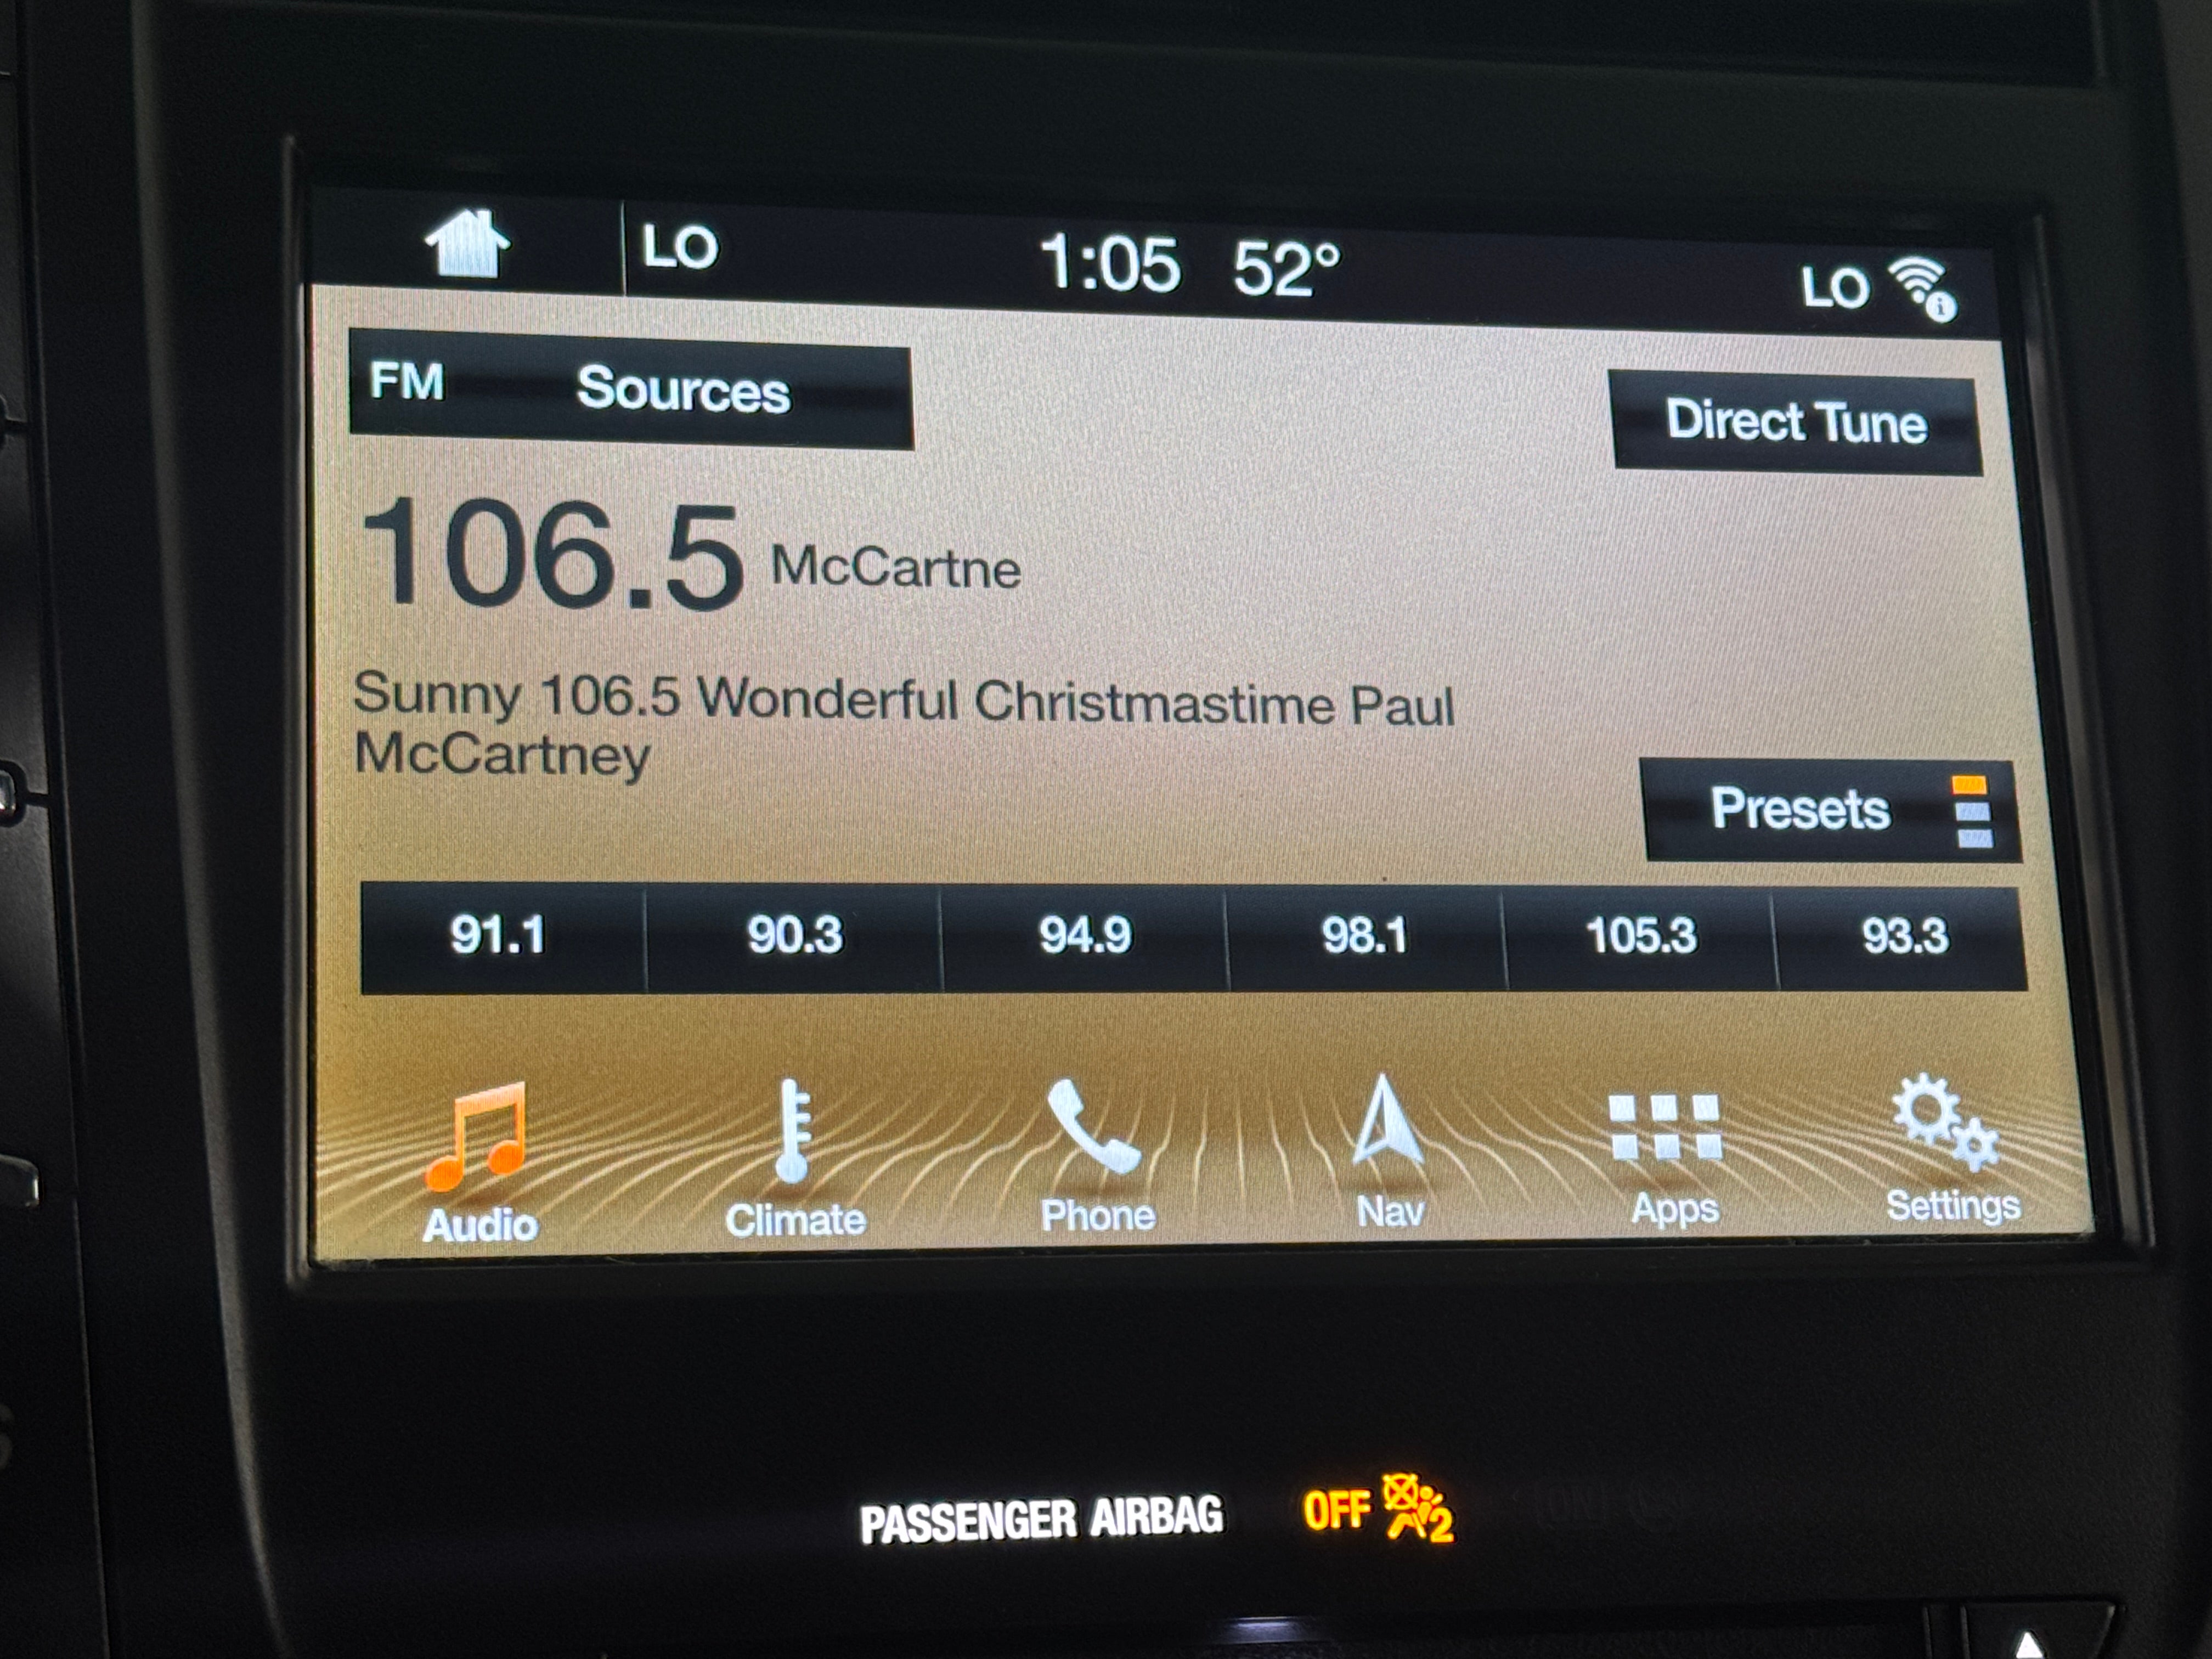 LO
1:05 52°
LO
FM Sources
Direct Tune
106.5 McCartne
Sunny 106.5 Wonderful Christmastime Paul
McCartney
Presets
91.1 90.3 94.9 98.1 105.3 93.3
Audio Climate Phone Nav Apps Settings
PASSENGER AIRBAG OFF 2